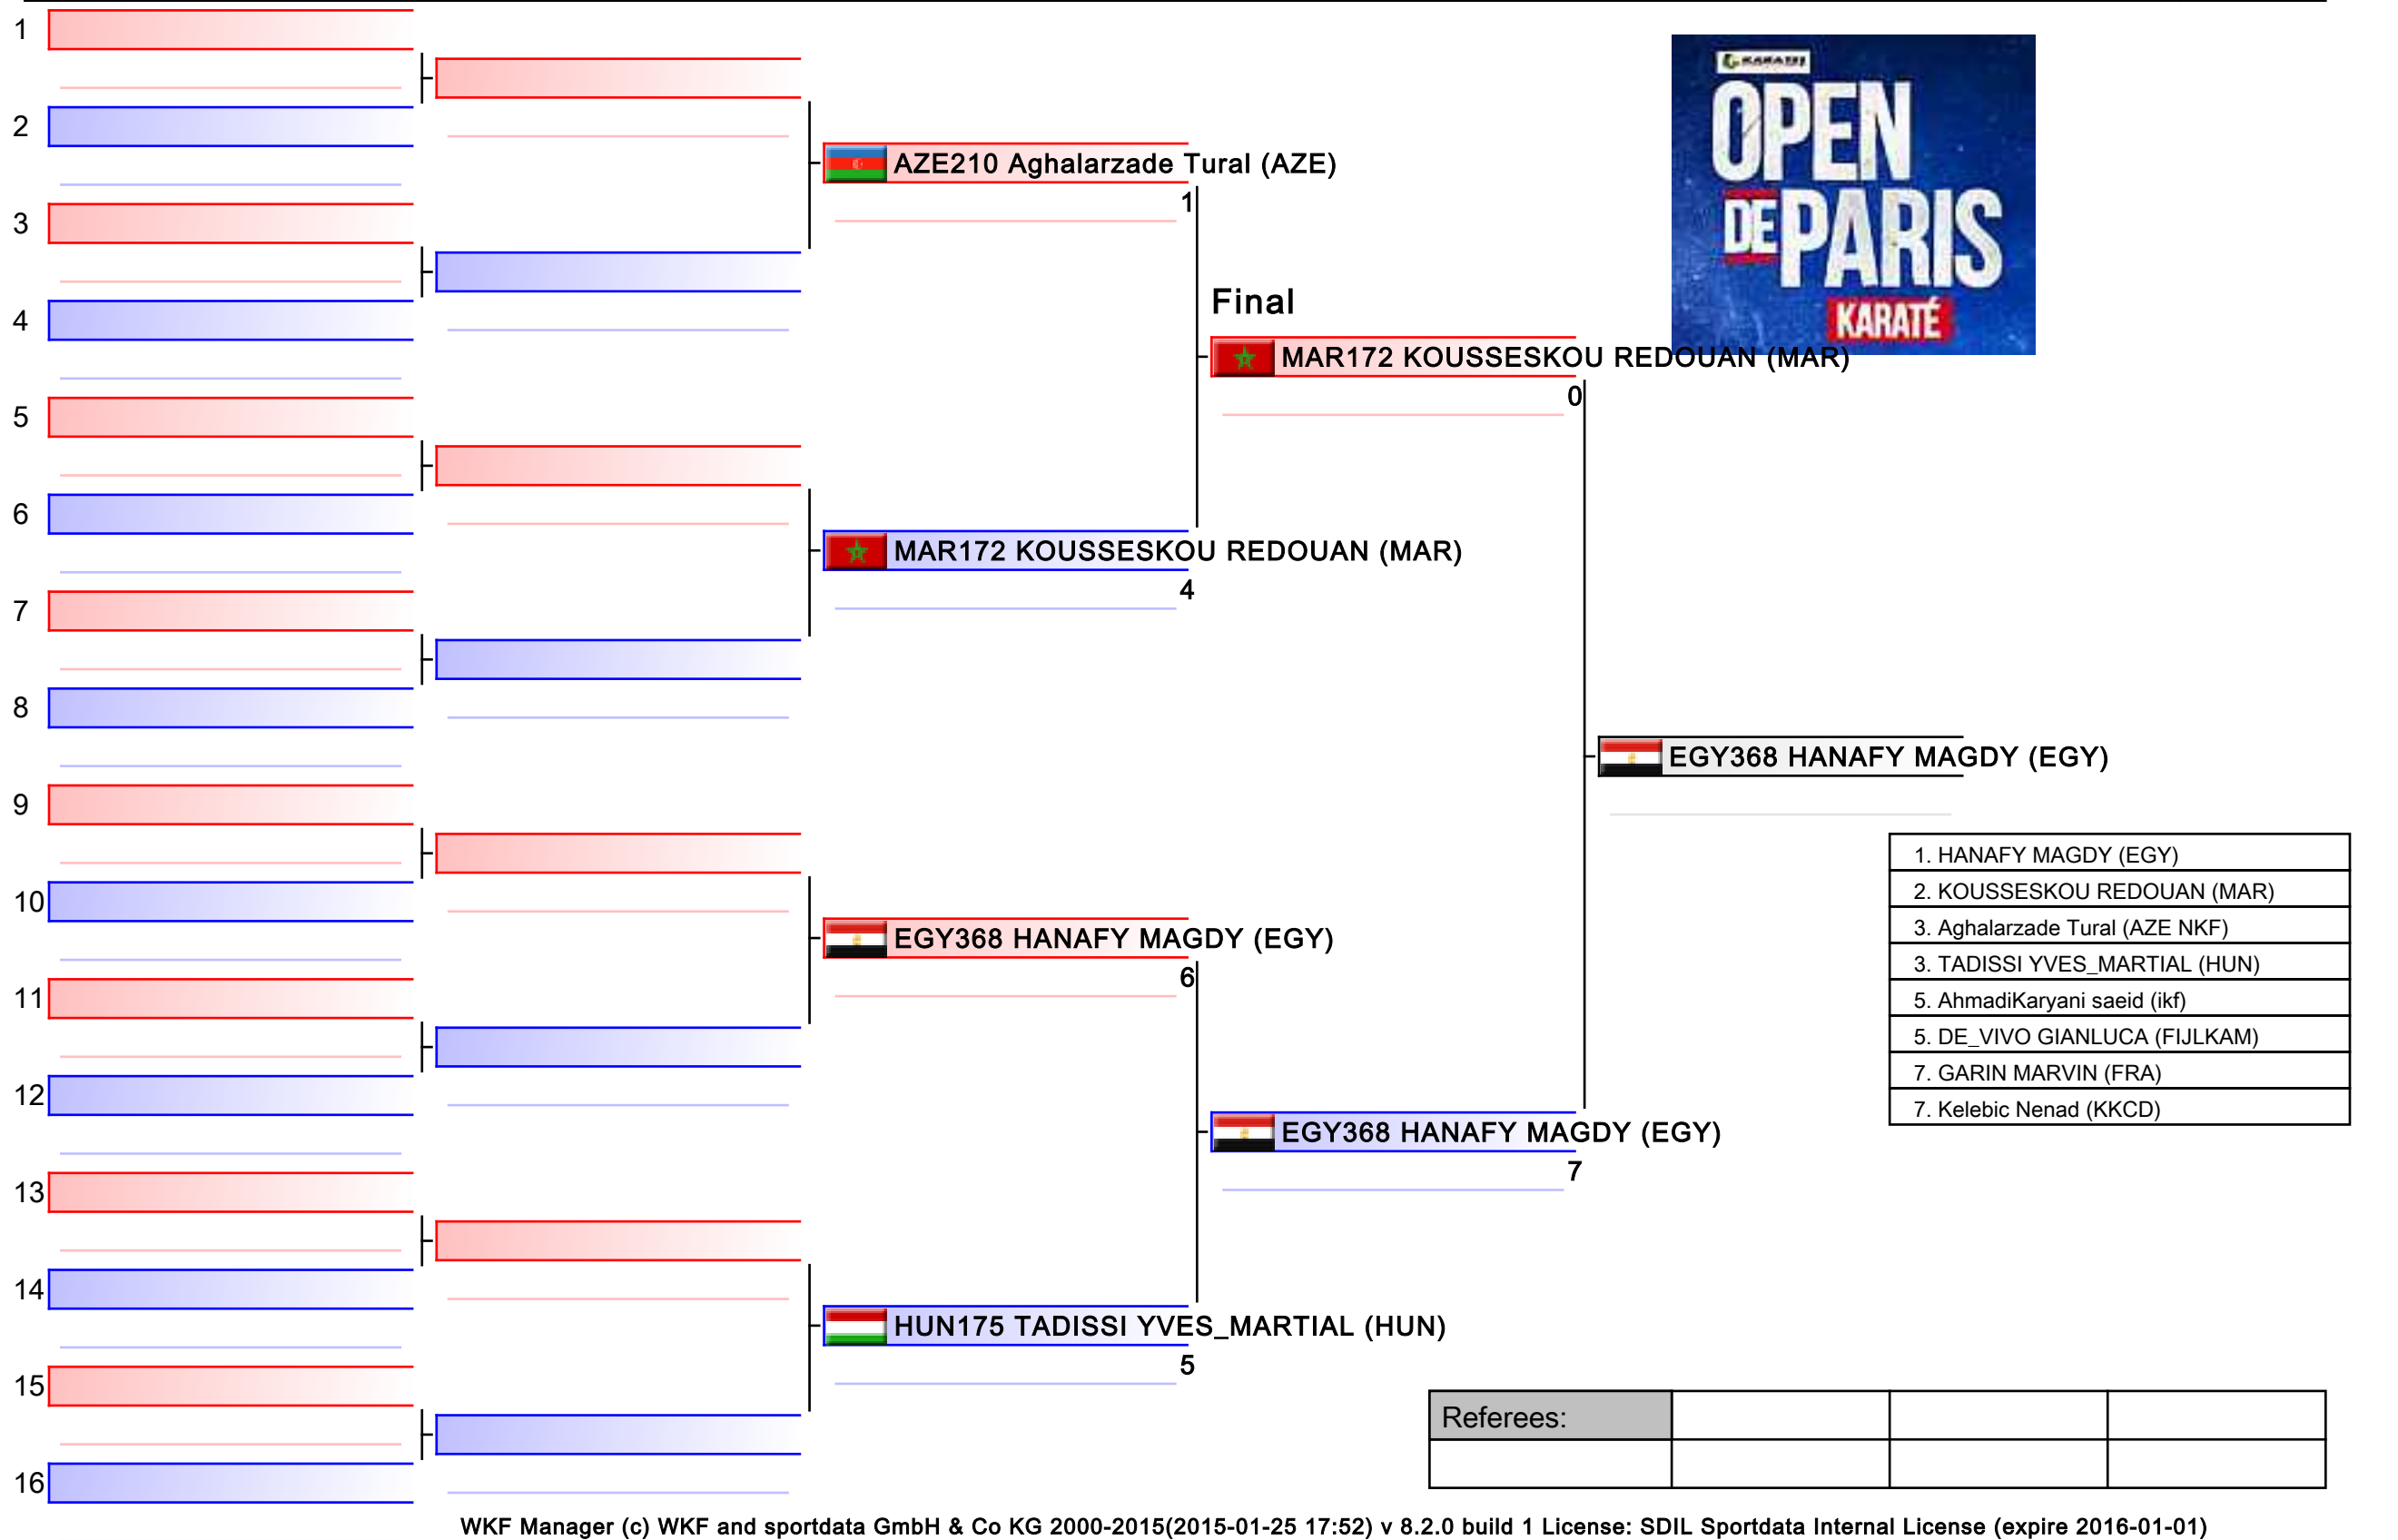 1
2
3
4
5
6
7
8
9
10
11
12
13
14
15
16
AZE210 Aghalarzade Tural (AZE)
1
MAR172 KOUSSESKOU REDOUAN (MAR)
4
EGY368 HANAFY MAGDY (EGY)
6
HUN175 TADISSI YVES_MARTIAL (HUN)
5
Final
MAR172 KOUSSESKOU REDOUAN (MAR)
0
EGY368 HANAFY MAGDY (EGY)
7
EGY368 HANAFY MAGDY (EGY)
OPEN
DE PARIS
KARATÉ
1. HANAFY MAGDY (EGY)
2. KOUSSESKOU REDOUAN (MAR)
3. Aghalarzade Tural (AZE NKF)
3. TADISSI YVES_MARTIAL (HUN)
5. AhmadiKaryani saeid (ikf)
5. DE_VIVO GIANLUCA (FIJLKAM)
7. GARIN MARVIN (FRA)
7. Kelebic Nenad (KKCD)
Referees:
WKF Manager (c) WKF and sportdata GmbH & Co KG 2000-2015(2015-01-25 17:52) v 8.2.0 build 1 License: SDIL Sportdata Internal License (expire 2016-01-01)